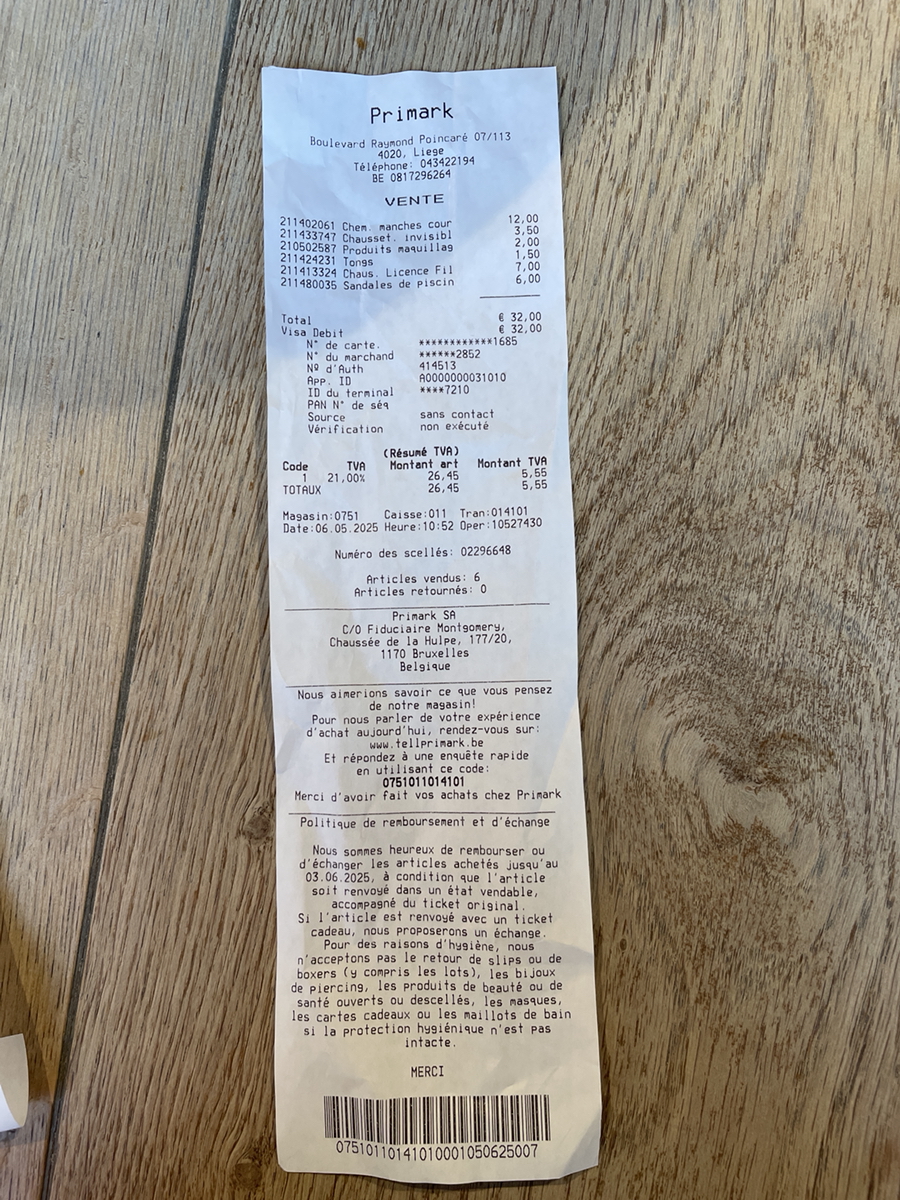 Primark
Boulevard Raymond Poincaré 07/113
4020, Liege
Téléphone: 043422194
BE 0817296264
VENTE
211402061 Chem. manches cour 12,00
211433747 Chausset. invisibl 3,50
210502587 Produits maquillag 2,00
211424231 Tongs 1,50
211413324 Chaus. Licence Fil 7,00
211480035 Sandales de piscin 6,00
Total € 32,00
Visa Debit € 32,00
N° de carte. ************1685
N° du marchand ******2852
Nº d'Auth 414513
App. ID A0000000031010
ID du terminal ****7210
PAN N° de séq
Source sans contact
Vérification non exécuté
(Résumé TVA)
Code TVA Montant art Montant TVA
1 21,00% 26,45 5,55
TOTAUX 26,45 5,55
Magasin:0751 Caisse:011 Tran:014101
Date:06.05.2025 Heure:10:52 Oper:10527430
Numéro des scellés: 02296648
Articles vendus: 6
Articles retournés: 0
Primark SA
C/O Fiduciaire Montgomery,
Chaussée de la Hulpe, 177/20,
1170 Bruxelles
Belgique
Nous aimerions savoir ce que vous pensez
de notre magasin!
Pour nous parler de votre expérience
d'achat aujourd'hui, rendez-vous sur:
www.tellprimark.be
Et répondez à une enquête rapide
en utilisant ce code:
0751011014101
Merci d'avoir fait vos achats chez Primark
Politique de remboursement et d'échange
Nous sommes heureux de rembourser ou
d'échanger les articles achetés jusqu'au
03.06.2025, à condition que l'article
soit renvoyé dans un état vendable,
accompagné du ticket original.
Si l'article est renvoyé avec un ticket
cadeau, nous proposerons un échange.
Pour des raisons d'hygiène, nous
n'acceptons pas le retour de slips ou de
boxers (y compris les lots), les bijoux
de piercing, les produits de beauté ou de
santé ouverts ou descellés, les masques,
les cartes cadeaux ou les maillots de bain
si la protection hygiénique n'est pas
intacte.
MERCI
07510110141010001050625007